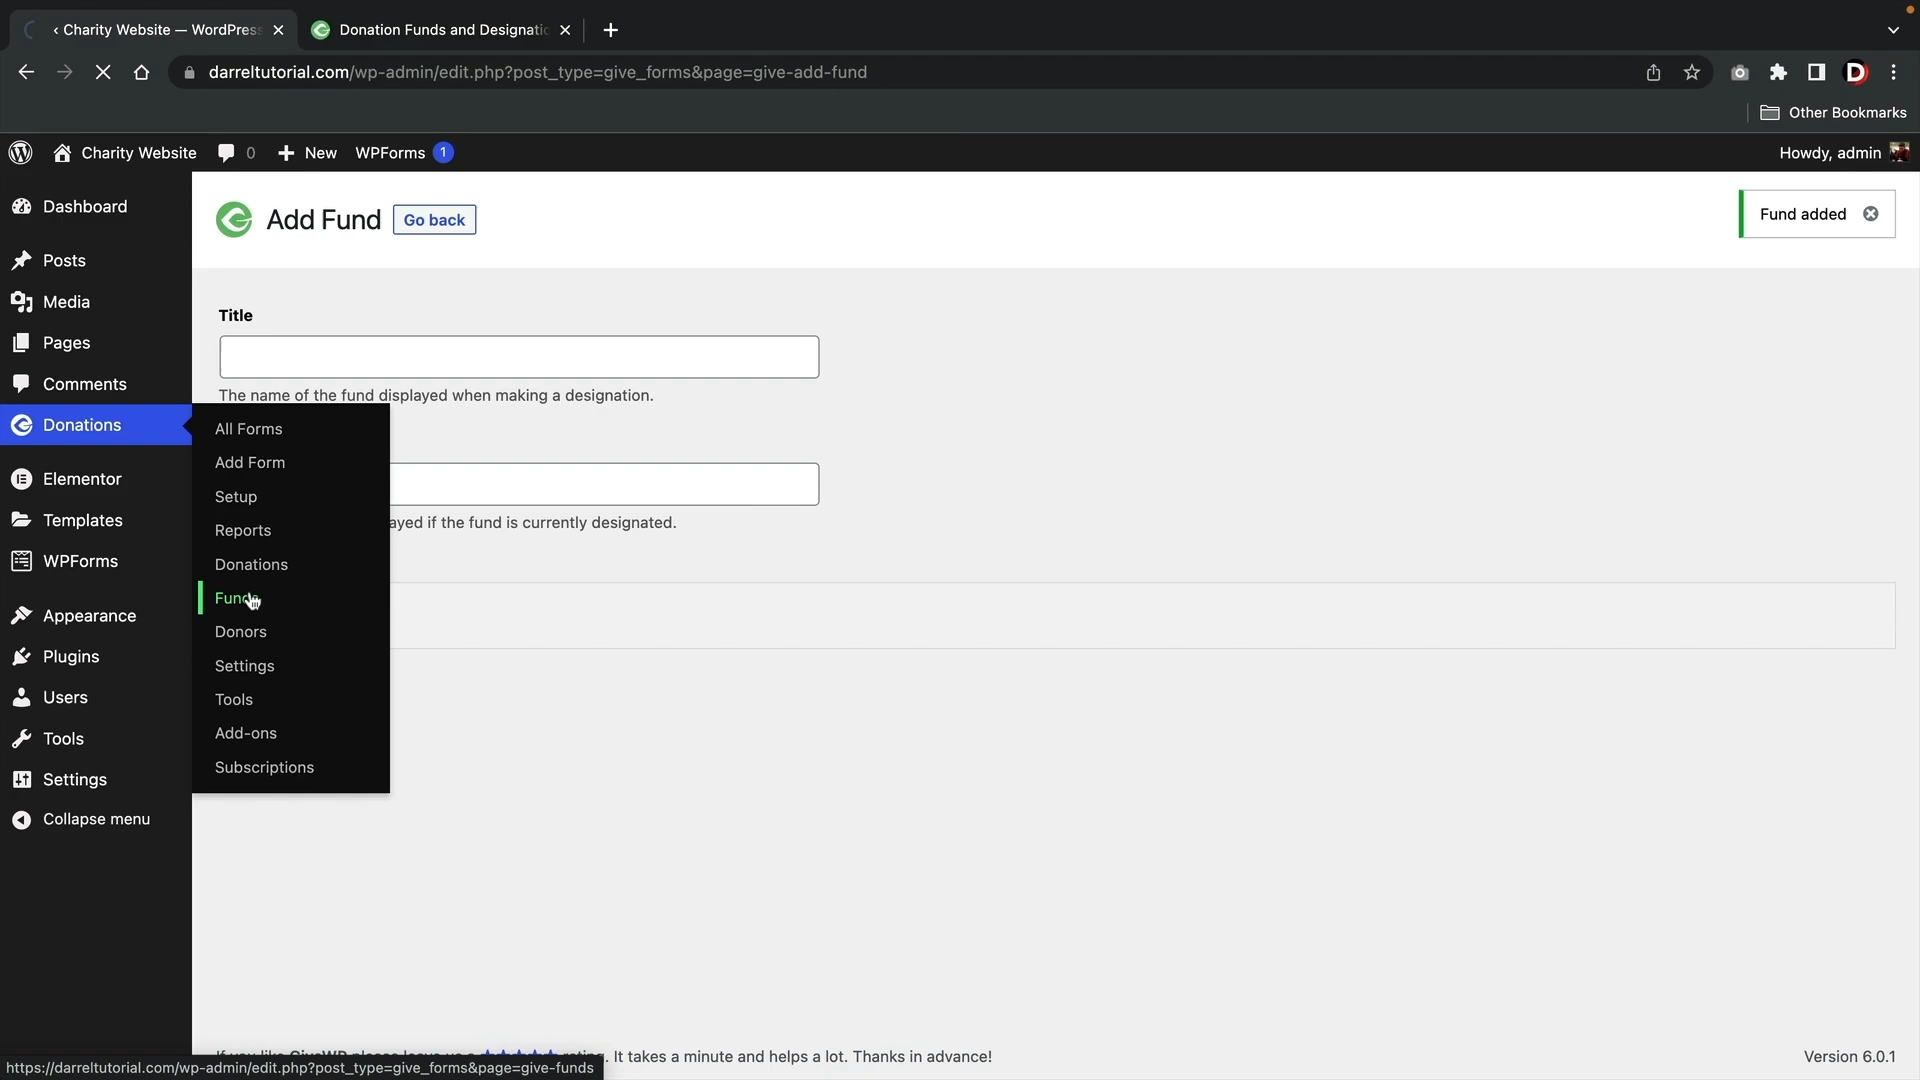 ‹ Charity Website — WordPress
Donation Funds and Designatio
darreltutorial.com/wp-admin/edit.php?post_type=give_forms&page=give-add-fund
Other Bookmarks
Charity Website 0 New WPForms 1
Howdy, admin
Dashboard
Posts
Media
Pages
Comments
Donations
Elementor
Templates
WPForms
Appearance
Plugins
Users
Tools
Settings
Collapse menu
All Forms
Add Form
Setup
Reports
Donations
Funds
Donors
Settings
Tools
Add-ons
Subscriptions
Add Fund Go back
Fund added
Title
The name of the fund displayed when making a designation.
ayed if the fund is currently designated.
. It takes a minute and helps a lot. Thanks in advance!
Version 6.0.1
https://darreltutorial.com/wp-admin/edit.php?post_type=give_forms&page=give-funds